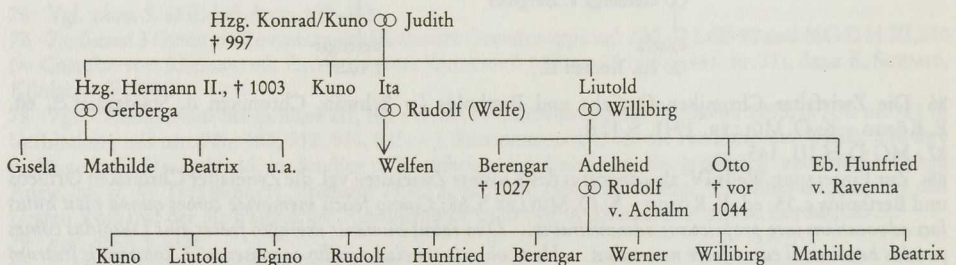 Hzg. Konrad/Kuno ⚭ Judith
† 997
Hzg. Hermann II., † 1003 Kuno Ita Liutold
⚭ Gerberga ⚭ Rudolf (Welfe) ⚭ Willibirg
Gisela Mathilde Beatrix u. a. Welfen Berengar Adelheid Otto Eb. Hunfried
† 1027 ⚭ Rudolf † vor v. Ravenna
v. Achalm 1044
Kuno Liutold Egino Rudolf Hunfried Berengar Werner Willibirg Mathilde Beatrix